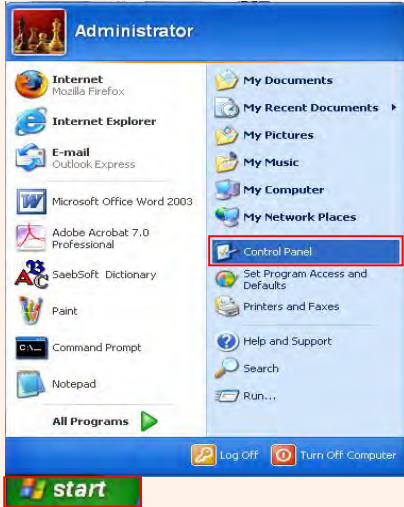 Administrator
Internet
Mozilla Firefox
Internet Explorer
E-mail
Outlook Express
Microsoft Office Word 2003
Adobe Acrobat 7.0
Professional
SaebSoft Dictionary
Paint
Command Prompt
Notepad
All Programs
My Documents
My Recent Documents
My Pictures
My Music
My Computer
My Network Places
Control Panel
Set Program Access and
Defaults
Printers and Faxes
Help and Support
Search
Run...
Log Off
Turn Off Computer
start